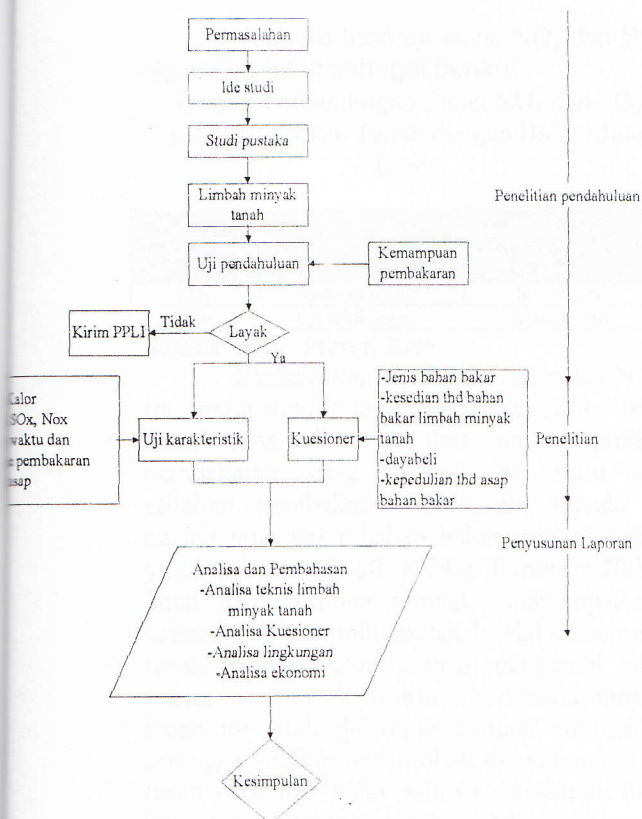 Permasalahan
Ide studi
Studi pustaka
Limbah minyak
tanah
Penelitian pendahuluan
Uji pendahuluan
Kemampuan
pembakaran
Kirim PPLI
Tidak
Layak
Ya
Kalor
SOx, Nox
waktu dan
pembakaran
asap
Uji karakteristik
Kuesioner
-Jenis bahan bakar
-kesedian thd bahan
bakar limbah minyak
tanah
-dayabeli
-kepedulian thd asap
bahan bakar
Penelitian
Penyusunan Laporan
Analisa dan Pembahasan
-Analisa teknis limbah
minyak tanah
-Analisa Kuesioner
-Analisa lingkungan
-Analisa ekonomi
Kesimpulan